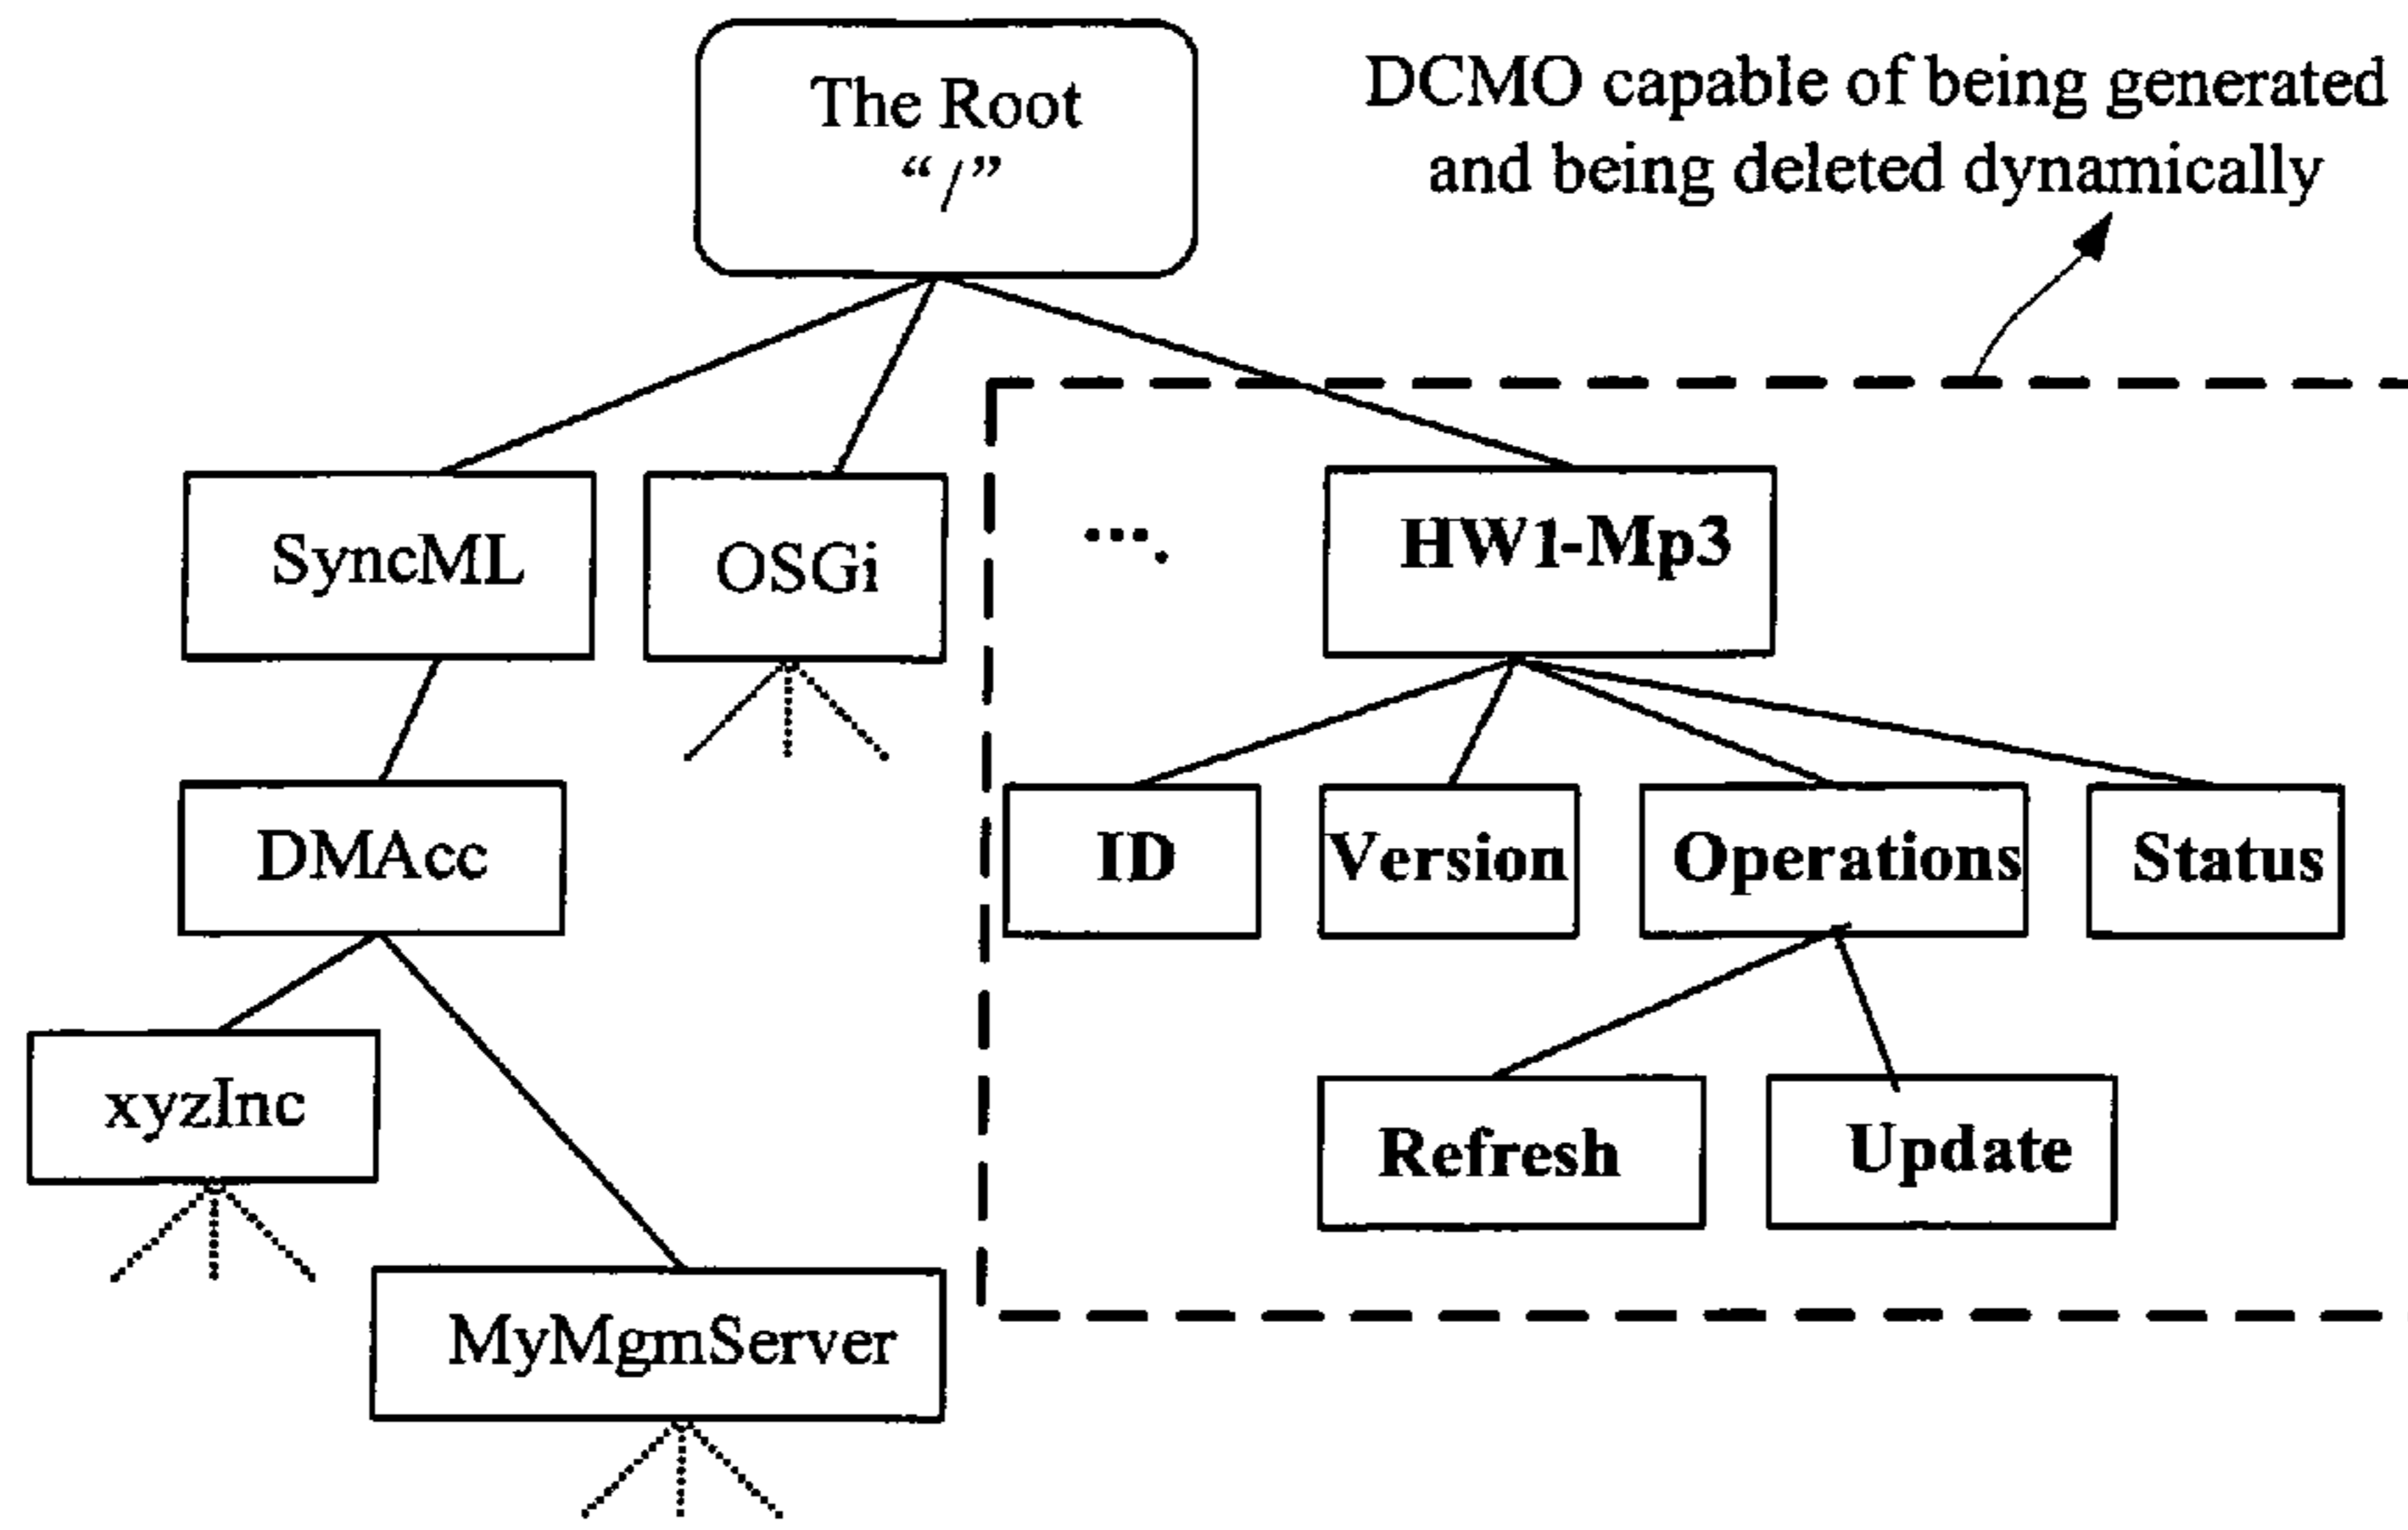 The Root
“/”
DCMO capable of being generated
and being deleted dynamically
SyncML
OSGi
....
HW1-Mp3
DMAcc
ID
Version
Operations
Status
xyzInc
Refresh
Update
MyMgmServer